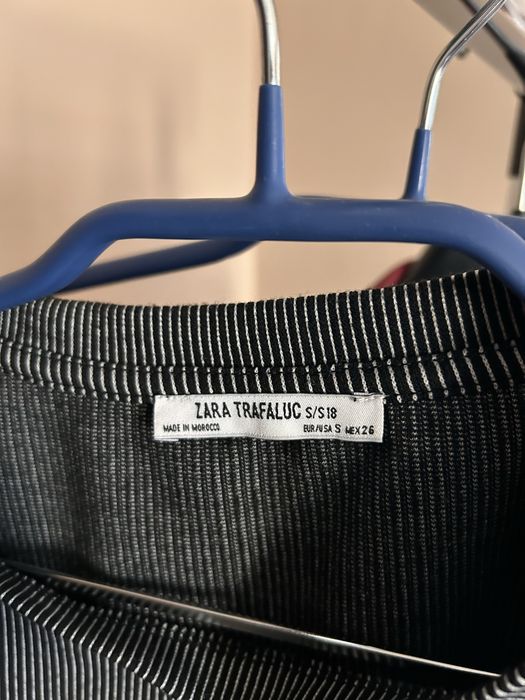 ZARA TRAFALUC S/S18
MADE IN MOROCCO EUR/USA S MEX 26